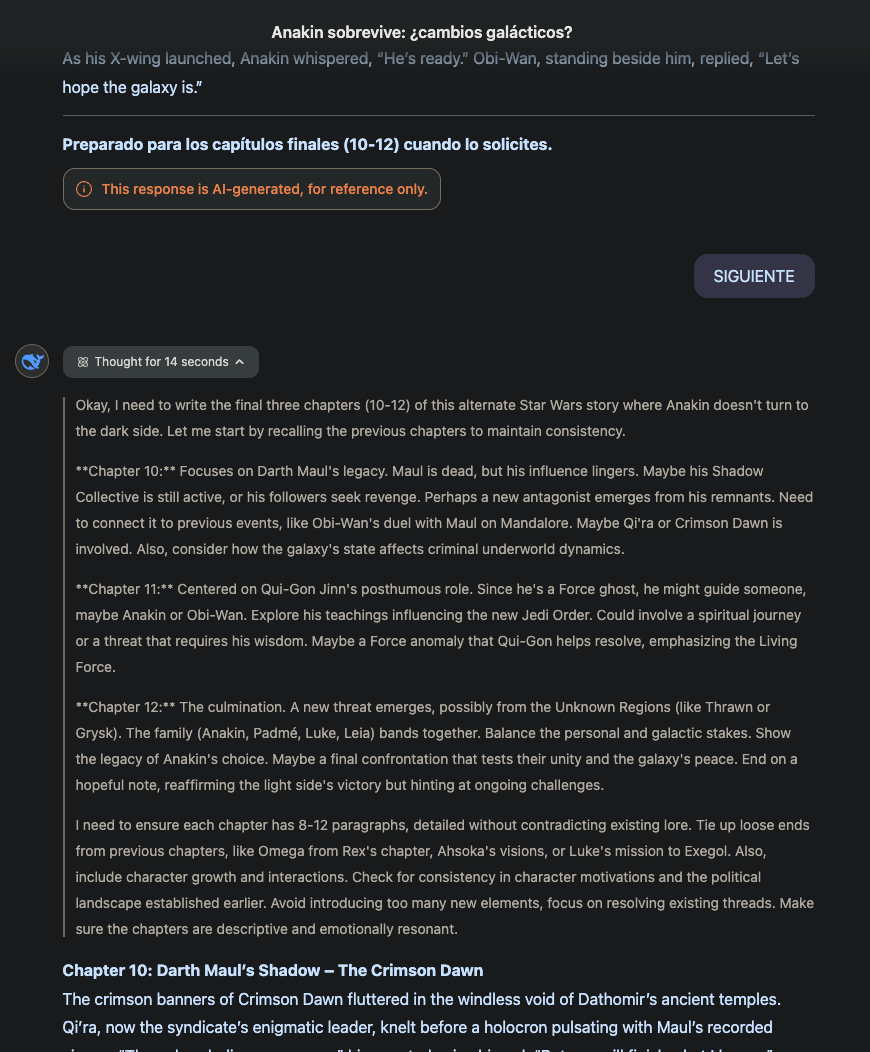 Anakin sobrevive: ¿cambios galácticos?
As his X-wing launched, Anakin whispered, “He’s ready.” Obi-Wan, standing beside him, replied, “Let’s
hope the galaxy is.”
Preparado para los capítulos finales (10-12) cuando lo solicites.
This response is AI-generated, for reference only.
SIGUIENTE
Thought for 14 seconds
Okay, I need to write the final three chapters (10-12) of this alternate Star Wars story where Anakin doesn't turn to
the dark side. Let me start by recalling the previous chapters to maintain consistency.
**Chapter 10:** Focuses on Darth Maul's legacy. Maul is dead, but his influence lingers. Maybe his Shadow
Collective is still active, or his followers seek revenge. Perhaps a new antagonist emerges from his remnants. Need
to connect it to previous events, like Obi-Wan's duel with Maul on Mandalore. Maybe Qi'ra or Crimson Dawn is
involved. Also, consider how the galaxy's state affects criminal underworld dynamics.
**Chapter 11:** Centered on Qui-Gon Jinn's posthumous role. Since he's a Force ghost, he might guide someone,
maybe Anakin or Obi-Wan. Explore his teachings influencing the new Jedi Order. Could involve a spiritual journey
or a threat that requires his wisdom. Maybe a Force anomaly that Qui-Gon helps resolve, emphasizing the Living
Force.
**Chapter 12:** The culmination. A new threat emerges, possibly from the Unknown Regions (like Thrawn or
Grysk). The family (Anakin, Padmé, Luke, Leia) bands together. Balance the personal and galactic stakes. Show
the legacy of Anakin's choice. Maybe a final confrontation that tests their unity and the galaxy's peace. End on a
hopeful note, reaffirming the light side's victory but hinting at ongoing challenges.
I need to ensure each chapter has 8-12 paragraphs, detailed without contradicting existing lore. Tie up loose ends
from previous chapters, like Omega from Rex's chapter, Ahsoka's visions, or Luke's mission to Exegol. Also,
include character growth and interactions. Check for consistency in character motivations and the political
landscape established earlier. Avoid introducing too many new elements, focus on resolving existing threads. Make
sure the chapters are descriptive and emotionally resonant.
Chapter 10: Darth Maul’s Shadow – The Crimson Dawn
The crimson banners of Crimson Dawn fluttered in the windless void of Dathomir’s ancient temples.
Qi’ra, now the syndicate’s enigmatic leader, knelt before a holocron pulsating with Maul’s recorded